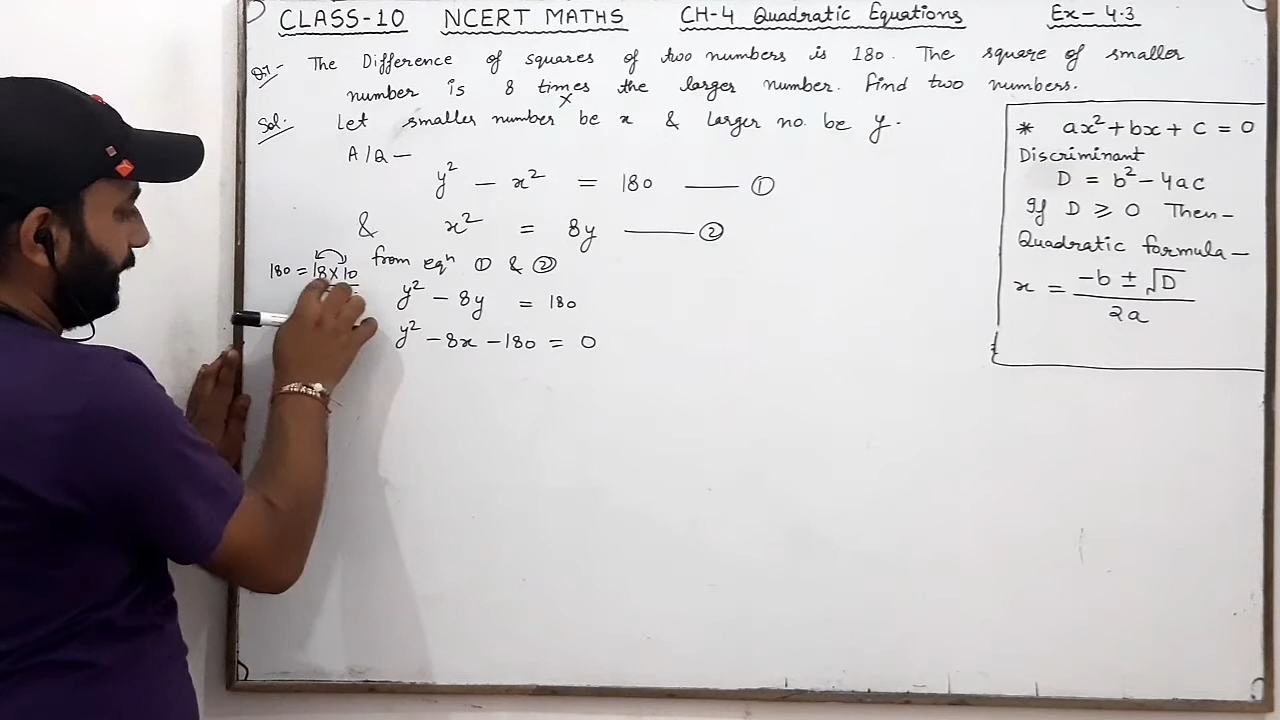 CLASS-10 NCERT MATHS CH-4 Quadratic Equations Ex-4.3
Q7- The Difference of squares of two numbers is 180. The square of smaller
number is 8 times the larger number. Find two numbers.
×
Sol. Let smaller number be x & larger no. be y.
A/Q—
y² - x² = 180 —— ①
& x² = 8y —— ②
from eqⁿ ① & ②
180 = 18×10
y² - 8y = 180
y² - 8x - 180 = 0
* ax² + bx + c = 0
Discriminant
D = b² - 4ac
If D ≥ 0 Then-
Quadratic formula—
x = (-b ± √D) / 2a